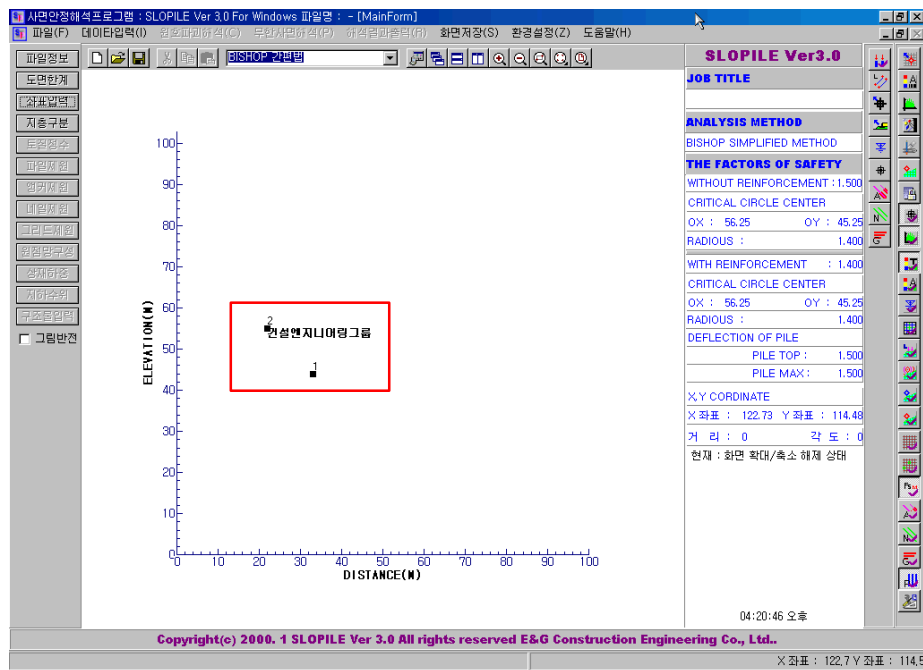 사면안정해석프로그램 : SLOPILE Ver 3.0 For Windows 파일명 : - [MainForm]
파일(F) 데이타입력(I) 원호파괴해석(C) 무한사면해석(P) 해석결과출력(R) 화면저장(S) 환경설정(Z) 도움말(H)
파일정보
도면한계
좌표입력
지층구분
토질정수
파일제원
앵커제원
네일제원
그리드제원
원점망구성
상재하중
지하수위
구조물입력
그림반전
BISHOP 간편법
100
90
80
70
60
50
40
30
20
10
0
ELEVATION(M)
2
건설엔지니어링그룹
1
0 10 20 30 40 50 60 70 80 90 100
DISTANCE(M)
SLOPILE Ver3.0
JOB TITLE
ANALYSIS METHOD
BISHOP SIMPLIFIED METHOD
THE FACTORS OF SAFETY
WITHOUT REINFORCEMENT : 1.500
CRITICAL CIRCLE CENTER
OX : 56.25 OY : 45.25
RADIOUS : 1.400
WITH REINFORCEMENT : 1.400
CRITICAL CIRCLE CENTER
OX : 56.25 OY : 45.25
RADIOUS : 1.400
DEFLECTION OF PILE
PILE TOP : 1.500
PILE MAX : 1.500
X,Y CORDINATE
X 좌표 : 122.73 Y 좌표 : 114.48
거 리 : 0 각 도 : 0
현재 : 화면 확대/축소 해제 상태
04:20:46 오후
Copyright(c) 2000. 1 SLOPILE Ver 3.0 All rights reserved E&G Construction Engineering Co., Ltd..
X 좌표 : 122.7 Y 좌표 : 114.5